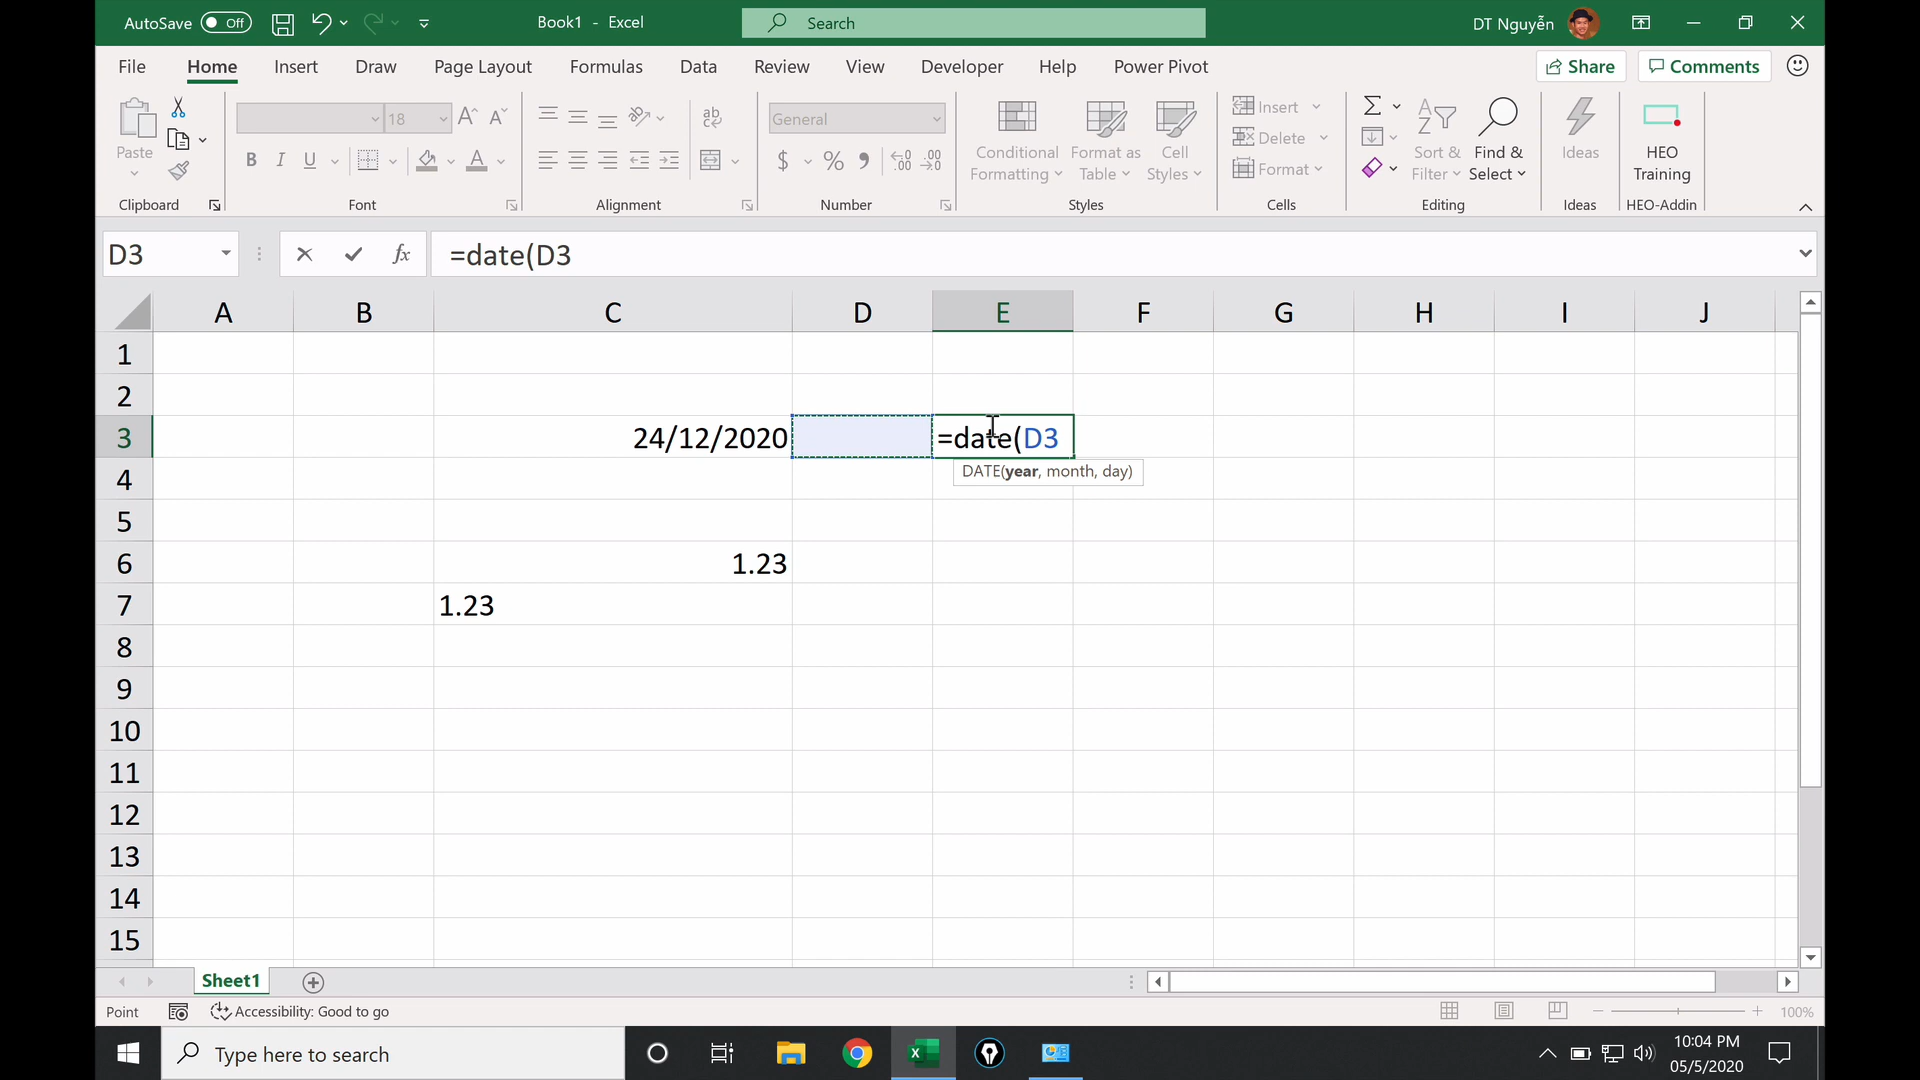 AutoSave Off Book1 - Excel Search DT Nguyễn
File Home Insert Draw Page Layout Formulas Data Review View Developer Help Power Pivot Share Comments
Paste
Clipboard
18
B I U A
Font
ab
Alignment
General
$ % 9
Number
Conditional Formatting
Format as Table
Cell Styles
Styles
Insert
Delete
Format
Cells
Sort & Filter
Find & Select
Editing
Ideas
Ideas
HEO Training
HEO-Addin
D3 fx =date(D3
A B C D E F G H I J
1
2
3 24/12/2020 =date(D3
DATE(year, month, day)
4
5
6 1.23
7 1.23
8
9
10
11
12
13
14
15
Sheet1
Point Accessibility: Good to go 100%
Type here to search 10:04 PM
05/5/2020